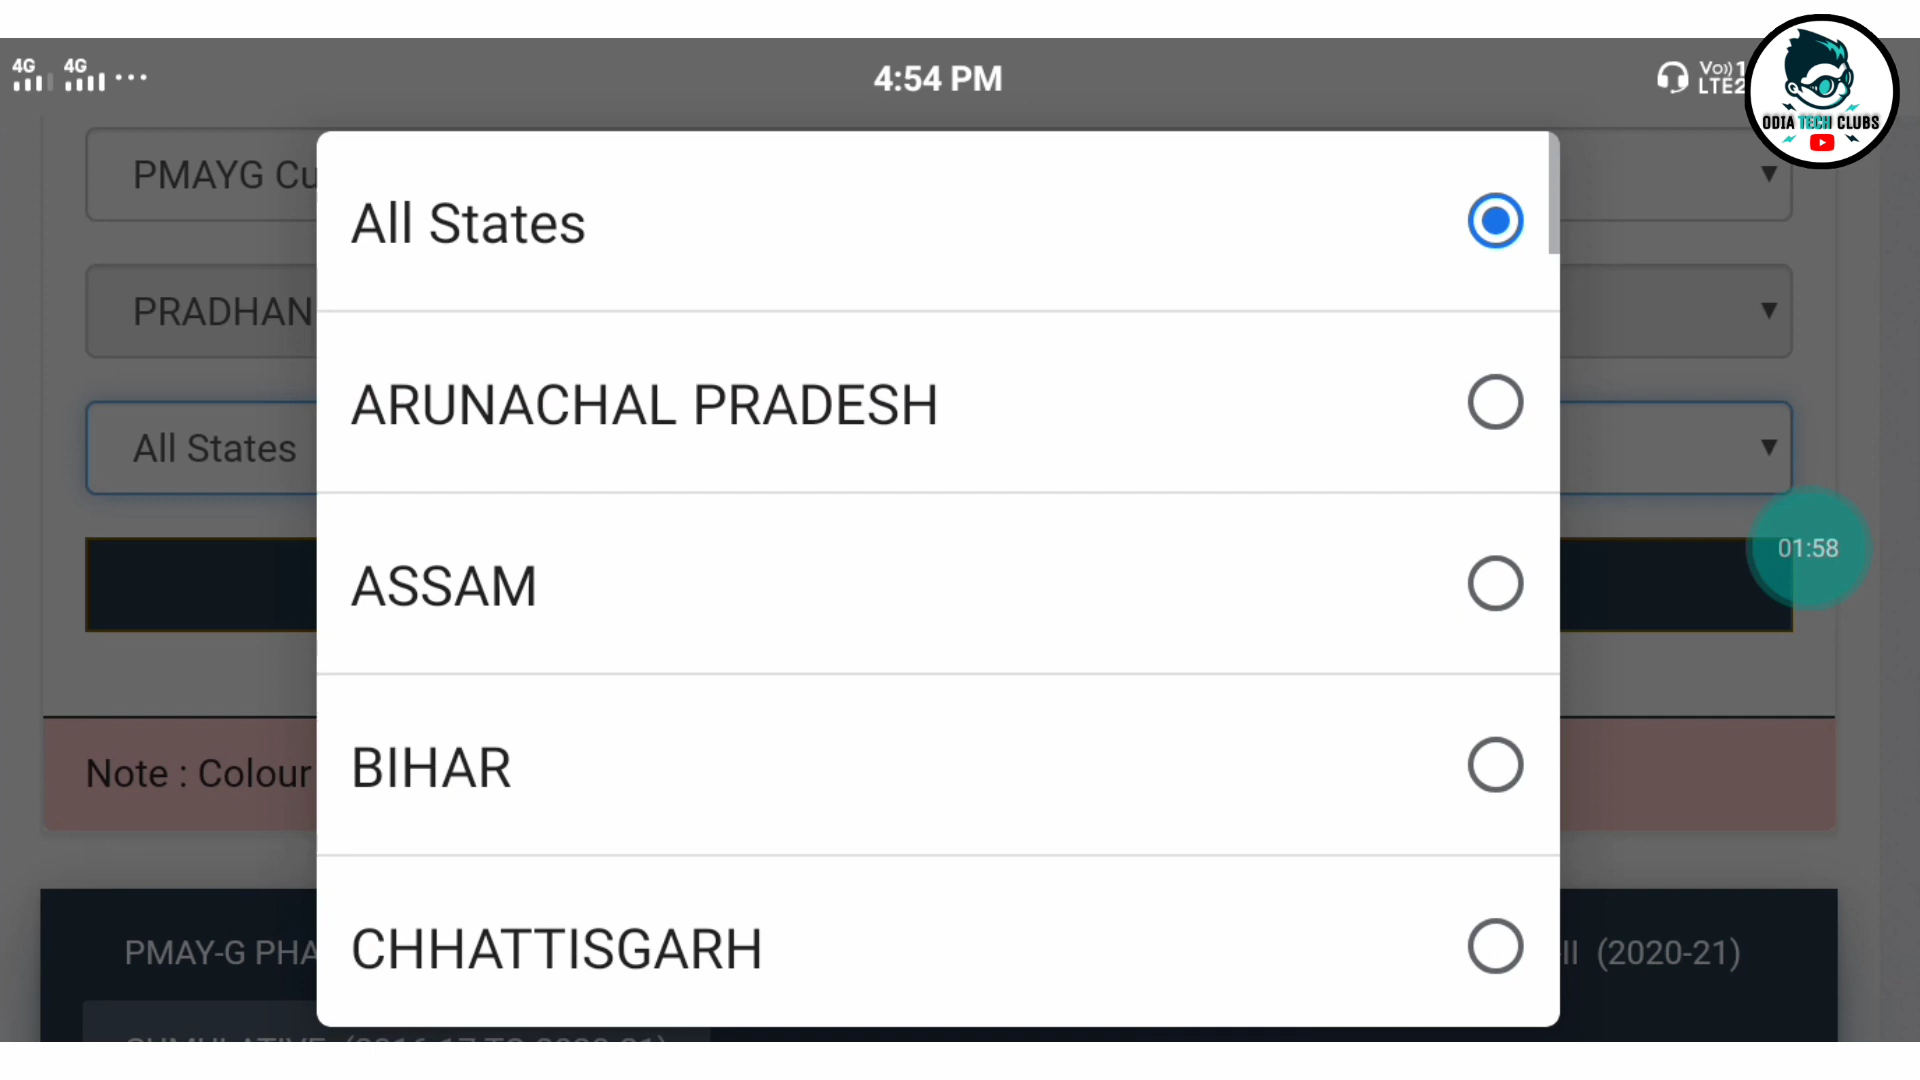 4G 4G
4:54 PM
Vo)) 1
LTE2
ODIA TECH CLUBS
PMAYG Cu
All States
ARUNACHAL PRADESH
ASSAM
BIHAR
CHHATTISGARH
PRADHAN
All States
01:58
Note : Colour
PMAY-G PHA
II (2020-21)